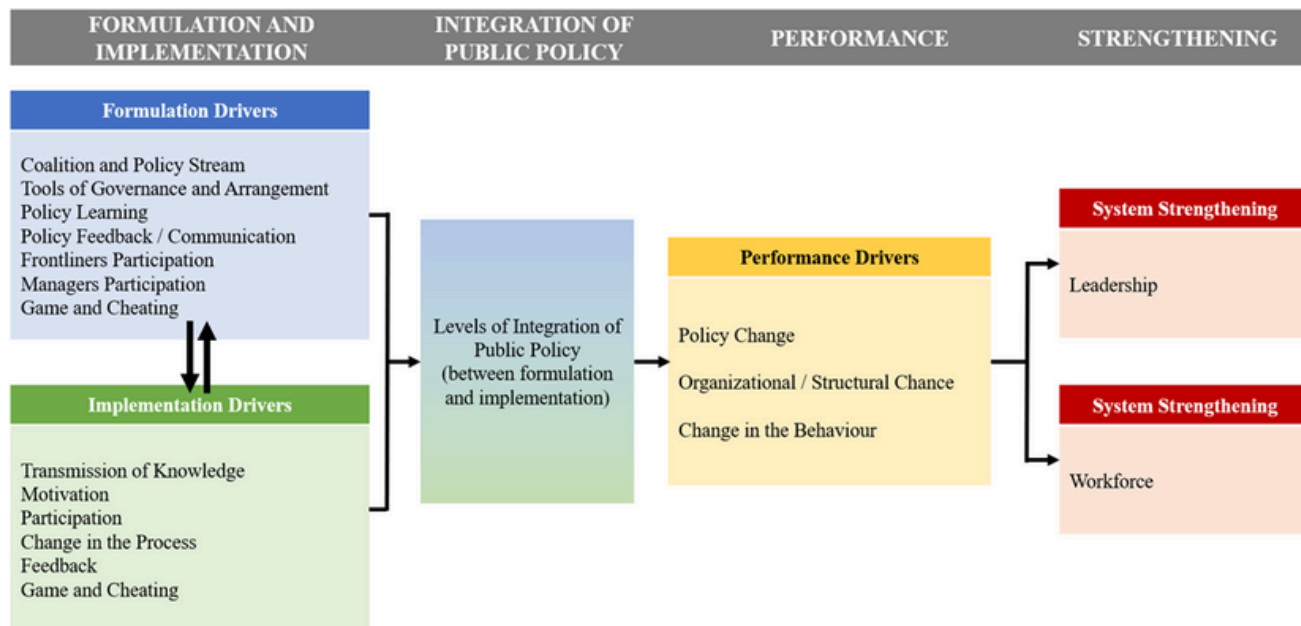 FORMULATION AND
IMPLEMENTATION
INTEGRATION OF
PUBLIC POLICY
PERFORMANCE
STRENGTHENING
Formulation Drivers
Coalition and Policy Stream
Tools of Governance and Arrangement
Policy Learning
Policy Feedback / Communication
Frontliners Participation
Managers Participation
Game and Cheating
Implementation Drivers
Transmission of Knowledge
Motivation
Participation
Change in the Process
Feedback
Game and Cheating
Levels of Integration of
Public Policy
(between formulation
and implementation)
Performance Drivers
Policy Change
Organizational / Structural Chance
Change in the Behaviour
System Strengthening
Leadership
System Strengthening
Workforce